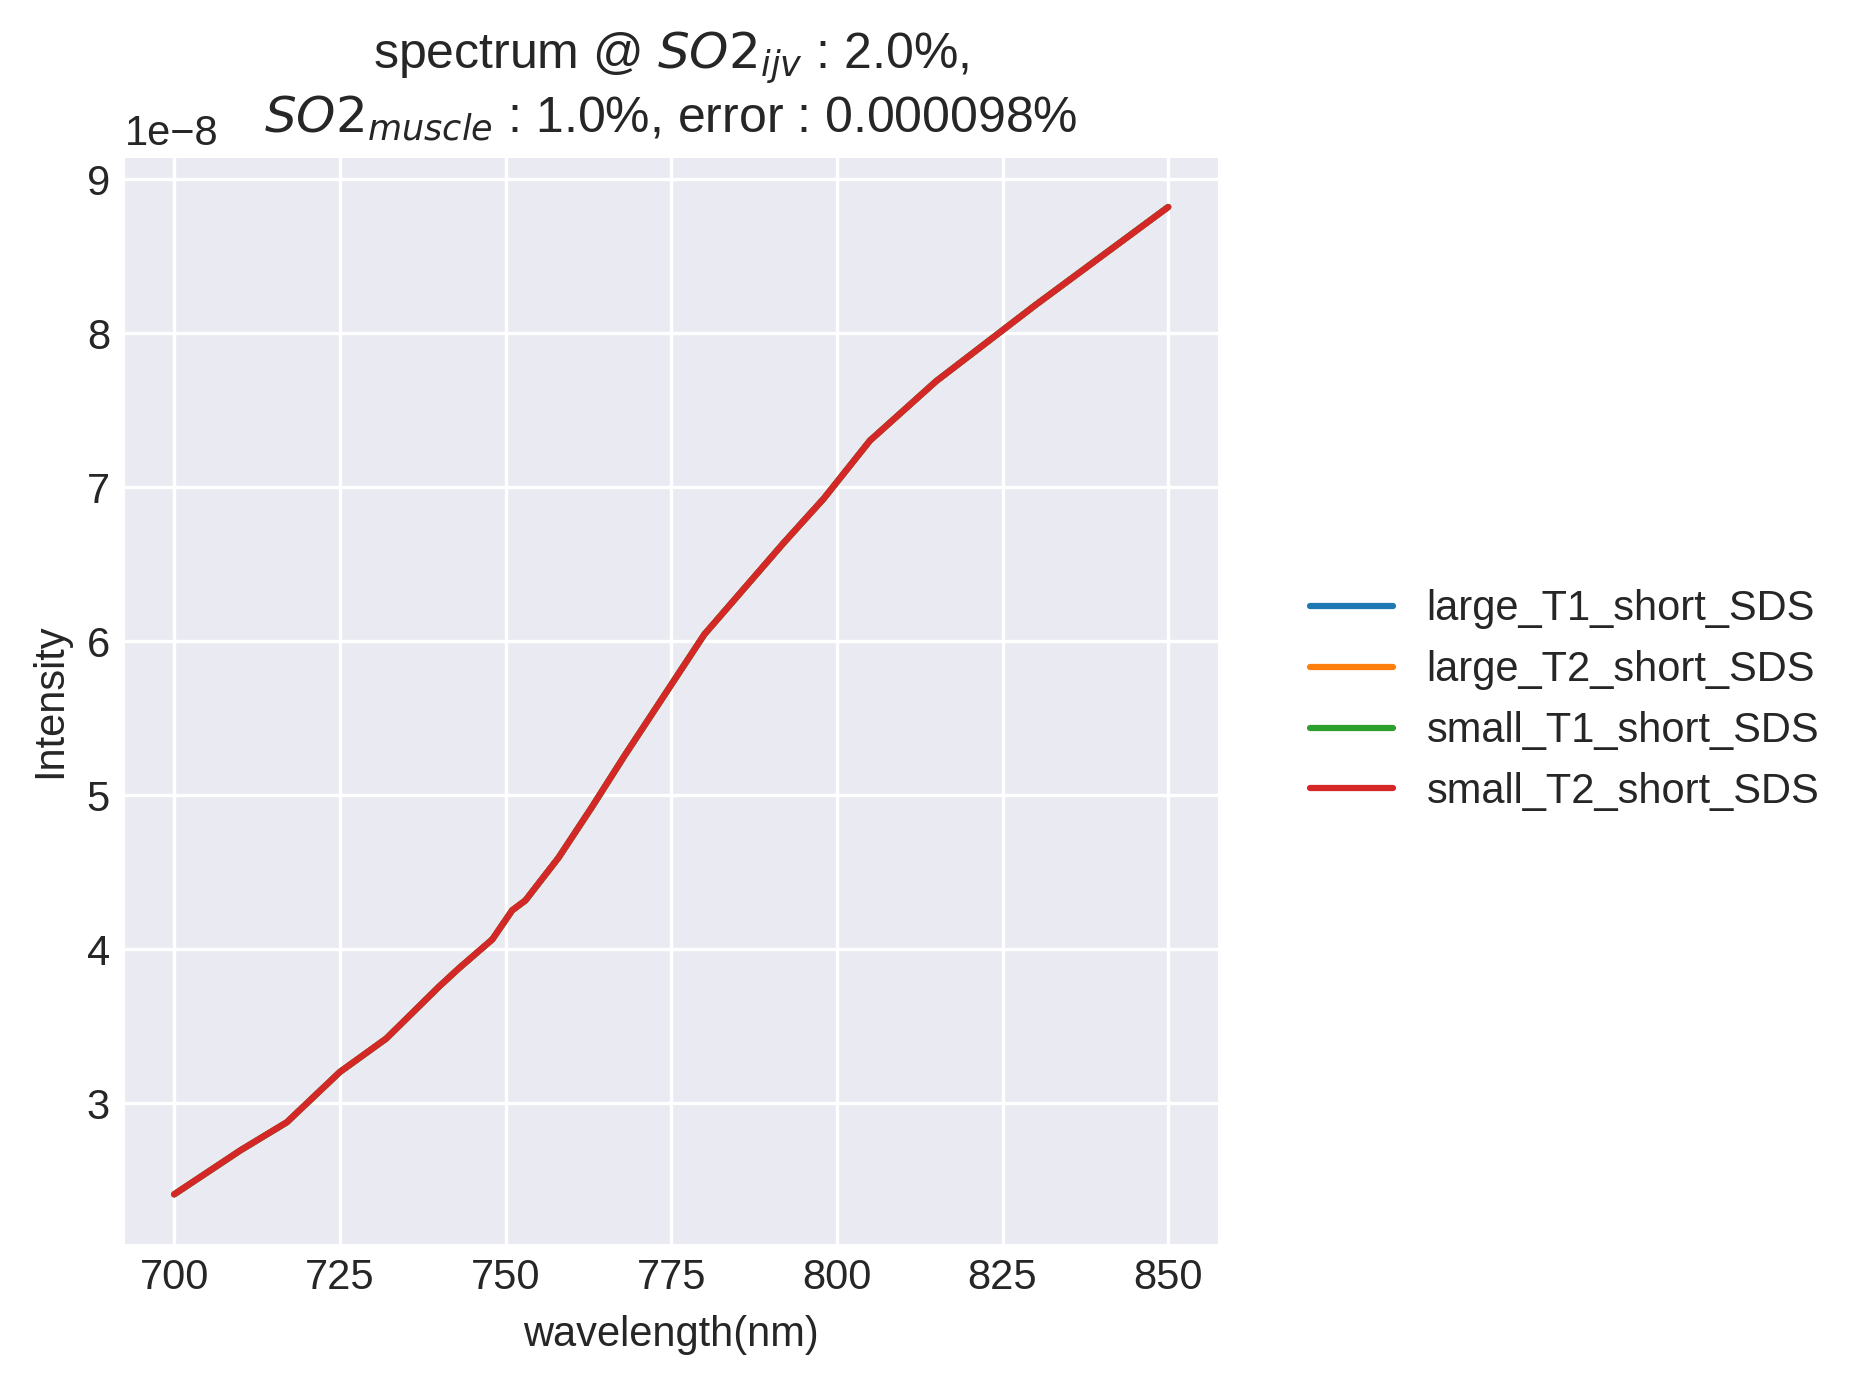 spectrum @ SO2ijv : 2.0%,
SO2muscle : 1.0%, error : 0.000098%
1e−8
9
8
7
6
5
4
3
Intensity
700 725 750 775 800 825 850
wavelength(nm)
large_T1_short_SDS
large_T2_short_SDS
small_T1_short_SDS
small_T2_short_SDS